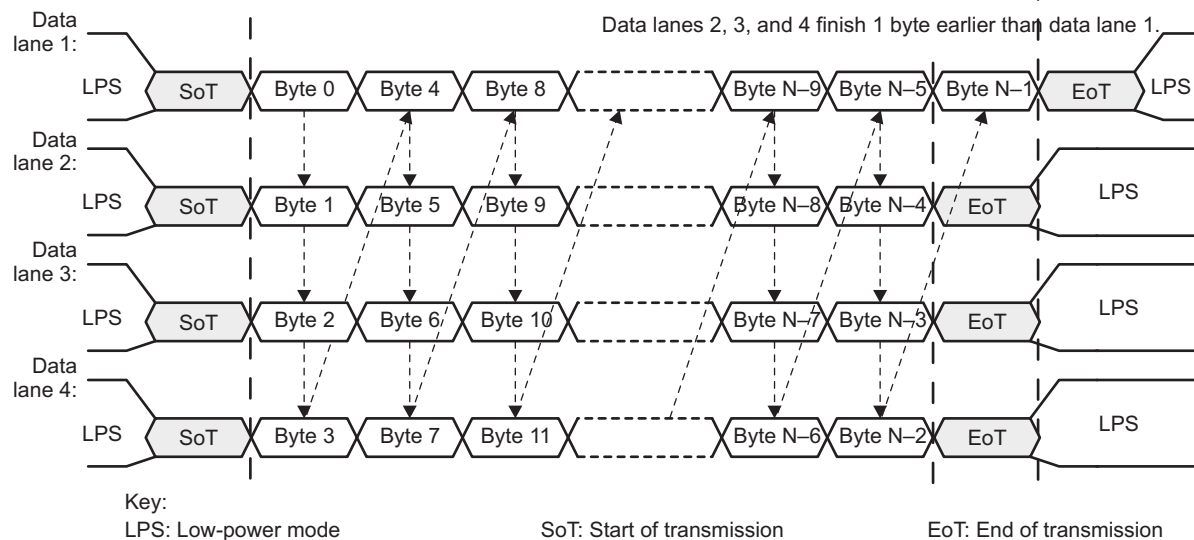 Data lanes 2, 3, and 4 finish 1 byte earlier than data lane 1.
Data
lane 1:
LPS SoT Byte 0 Byte 4 Byte 8 Byte N–9 Byte N–5 Byte N–1 EoT LPS
Data
lane 2:
LPS SoT Byte 1 Byte 5 Byte 9 Byte N–8 Byte N–4 EoT LPS
Data
lane 3:
LPS SoT Byte 2 Byte 6 Byte 10 Byte N–7 Byte N–3 EoT LPS
Data
lane 4:
LPS SoT Byte 3 Byte 7 Byte 11 Byte N–6 Byte N–2 EoT LPS
Key:
LPS: Low-power mode SoT: Start of transmission EoT: End of transmission